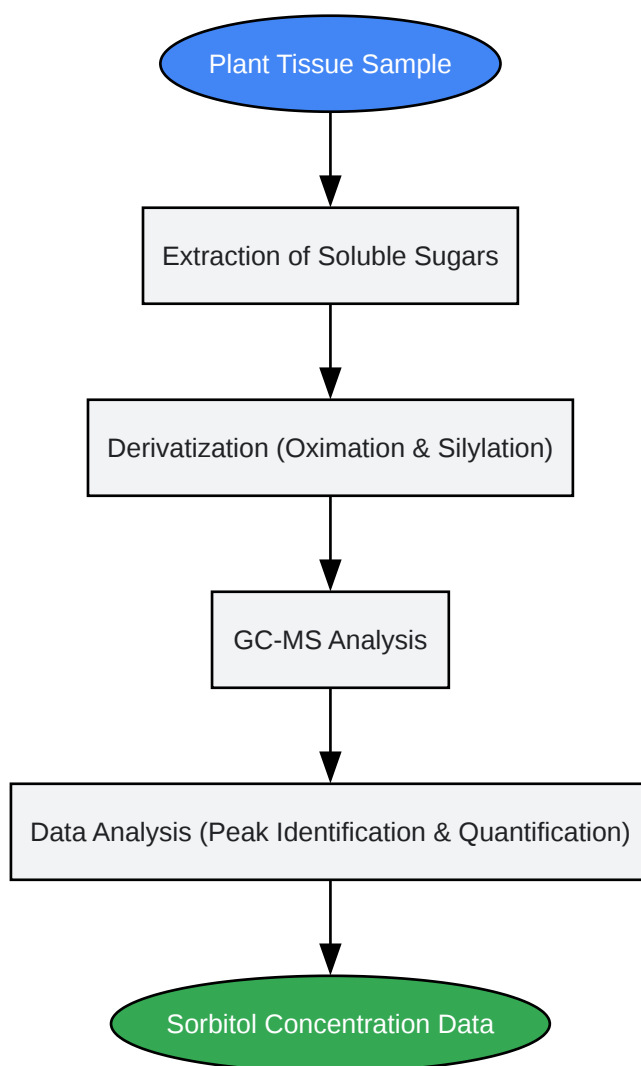 Plant Tissue Sample
Extraction of Soluble Sugars
Derivatization (Oximation & Silylation)
GC-MS Analysis
Data Analysis (Peak Identification & Quantification)
Sorbitol Concentration Data